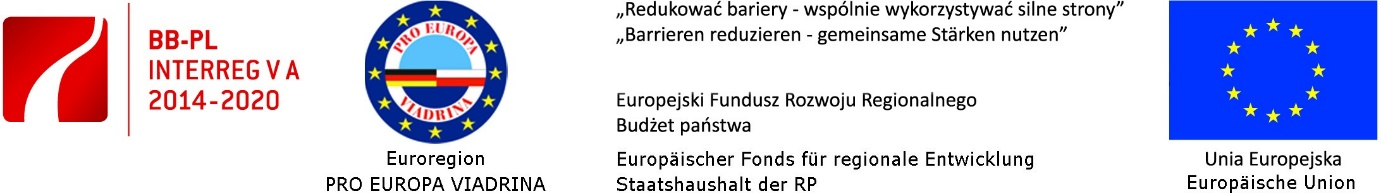 BB-PL
INTERREG V A
2014-2020
PRO EUROPA
VIADRINA
Euroregion
PRO EUROPA VIADRINA
„Redukować bariery - wspólnie wykorzystywać silne strony”
„Barrieren reduzieren - gemeinsame Stärken nutzen”
Europejski Fundusz Rozwoju Regionalnego
Budżet państwa
Europäischer Fonds für regionale Entwicklung
Staatshaushalt der RP
Unia Europejska
Europäische Union